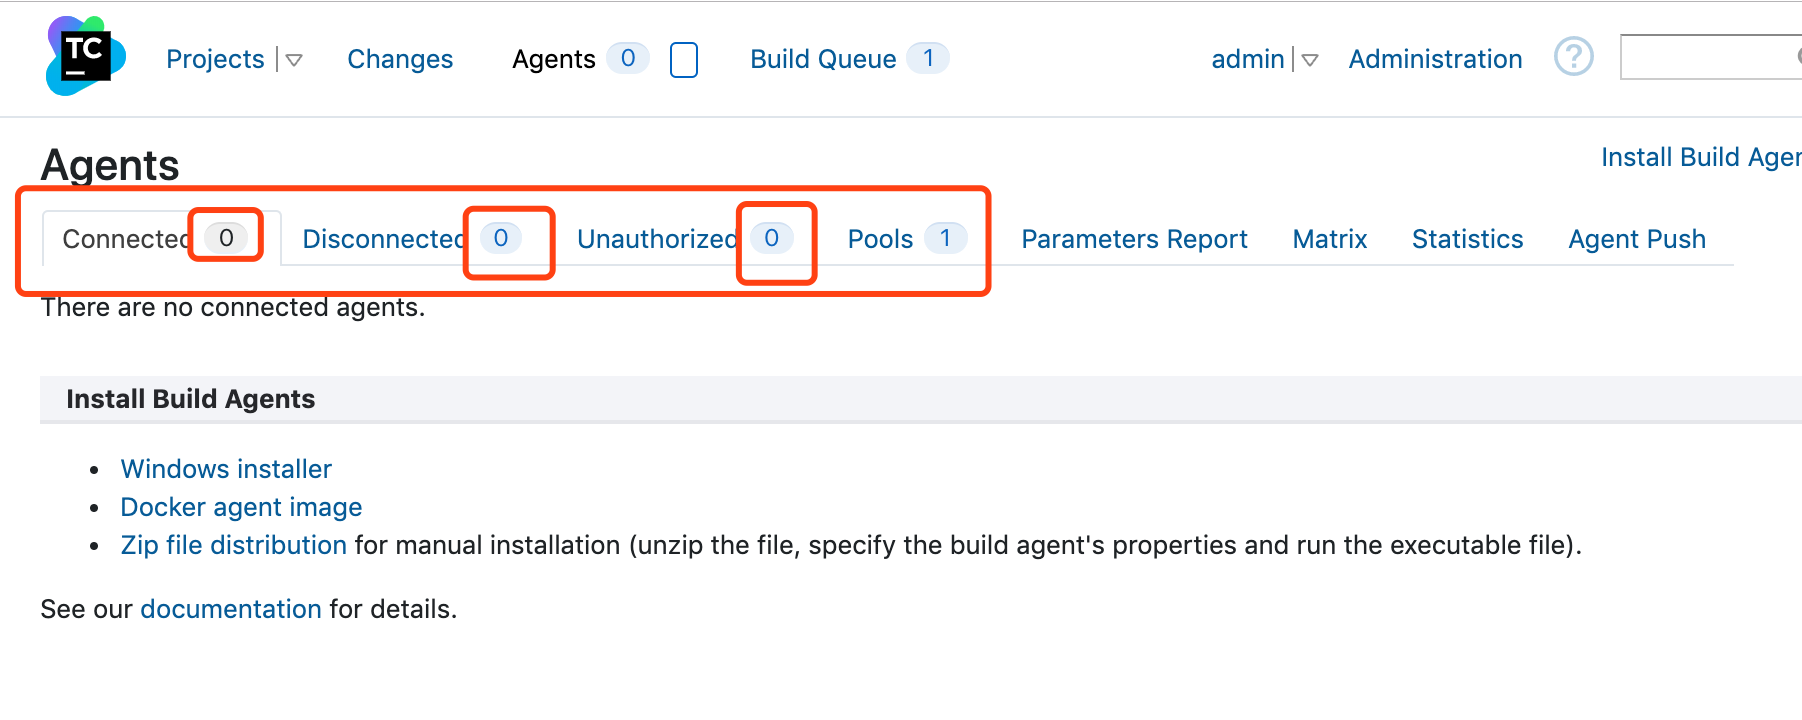 TC
Projects Changes Agents 0 Build Queue 1 admin Administration ?
Agents
Install Build Agen
Connected 0 Disconnected 0 Unauthorized 0 Pools 1 Parameters Report Matrix Statistics Agent Push
There are no connected agents.
Install Build Agents
• Windows installer
• Docker agent image
• Zip file distribution for manual installation (unzip the file, specify the build agent's properties and run the executable file).
See our documentation for details.